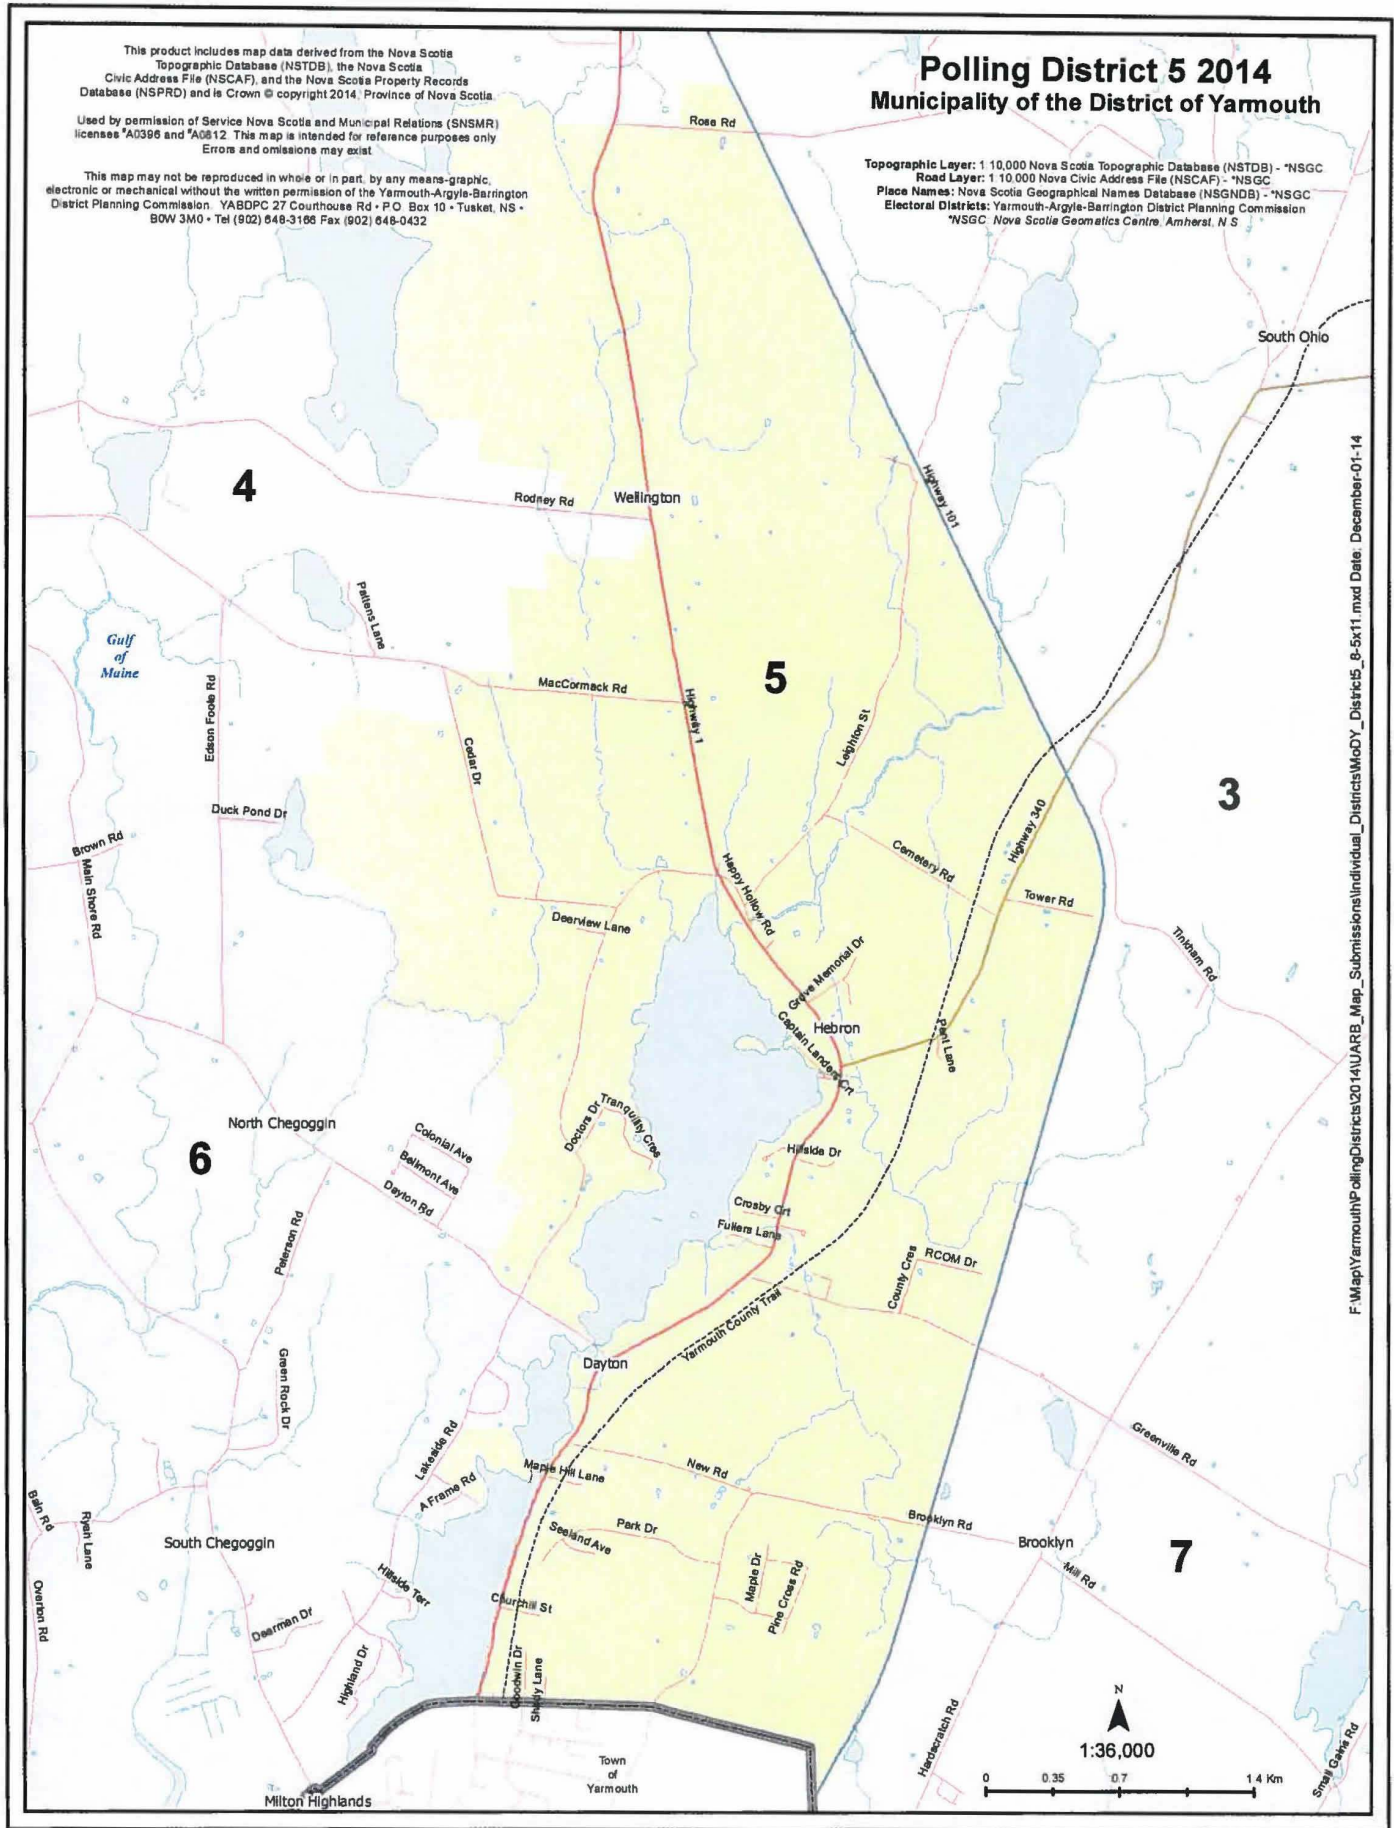 This product includes map data derived from the Nova Scotia
Topographic Database (NSTDB), the Nova Scotia
Civic Address File (NSCAF), and the Nova Scotia Property Records
Database (NSPRD) and is Crown © copyright 2014, Province of Nova Scotia
Used by permission of Service Nova Scotia and Municipal Relations (SNSMR)
licenses #A0396 and #A0812 This map is intended for reference purposes only
Errors and omissions may exist
This map may not be reproduced in whole or in part, by any means-graphic,
electronic or mechanical without the written permission of the Yarmouth-Argyle-Barrington
District Planning Commission. YABDPC 27 Courthouse Rd • P.O. Box 10 • Tusket, NS •
B0W 3M0 • Tel (902) 648-3166 Fax (902) 648-0432
Polling District 5 2014
Municipality of the District of Yarmouth
Topographic Layer: 1:10,000 Nova Scotia Topographic Database (NSTDB) - *NSGC
Road Layer: 1:10,000 Nova Civic Address File (NSCAF) - *NSGC
Place Names: Nova Scotia Geographical Names Database (NSGNDB) - *NSGC
Electoral Districts: Yarmouth-Argyle-Barrington District Planning Commission
*NSGC: Nova Scotia Geomatics Centre, Amherst, N.S
Rose Rd
South Ohio
4
Rodney Rd
Wellington
Highway 101
Pattens Lane
Gulf
of
Maine
5
MacCormack Rd
Highway 1
Edson Foote Rd
Cedar Dr
Leighton St
3
Duck Pond Dr
Highway 340
Brown Rd
Main Shore Rd
Happy Hollow Rd
Cemetery Rd
Tower Rd
Deerview Lane
Tinkham Rd
Grove Memorial Dr
Hebron
Captain Landers Crt
Pent Lane
North Chegoggin
Colonial Ave
Bellmont Ave
Dayton Rd
Doctors Dr
Tranquility Cres
6
Hillside Dr
Crosby Crt
Fullers Lane
Peterson Rd
County Cres
RCOM Dr
Yarmouth County Trail
Dayton
Green Rock Dr
Lakeside Rd
Greenville Rd
A Frame Rd
Maple Hill Lane
New Rd
Brooklyn Rd
Bain Rd
Ryan Lane
Seeland Ave
Park Dr
South Chegoggin
Brooklyn
7
Mill Rd
Maple Dr
Pine Cross Rd
Overton Rd
Hillside Terr
Churchill St
Dearman Dr
Highland Dr
Goodwin Dr
Shady Lane
Hardscratch Rd
Small Gains Rd
Town
of
Yarmouth
Milton Highlands
N
1:36,000
0 0.35 0.7 1.4 Km
F:\Map\Yarmouth\PollingDistricts\2014\UARB_Map_Submissions\Individual_Districts\MoDY_District5_8-5x11.mxd Date: December-01-14